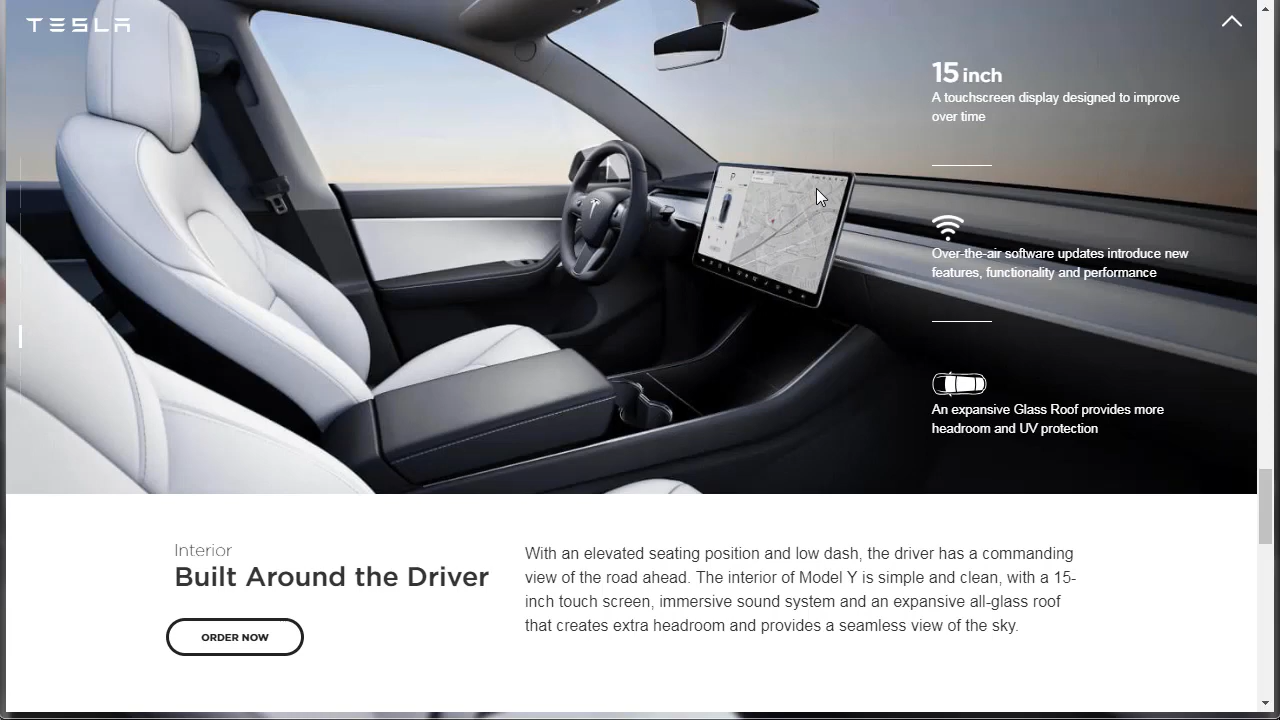 TESLA
15 inch
A touchscreen display designed to improve
over time
Over-the-air software updates introduce new
features, functionality and performance
An expansive Glass Roof provides more
headroom and UV protection
Interior
Built Around the Driver
ORDER NOW
With an elevated seating position and low dash, the driver has a commanding
view of the road ahead. The interior of Model Y is simple and clean, with a 15-
inch touch screen, immersive sound system and an expansive all-glass roof
that creates extra headroom and provides a seamless view of the sky.